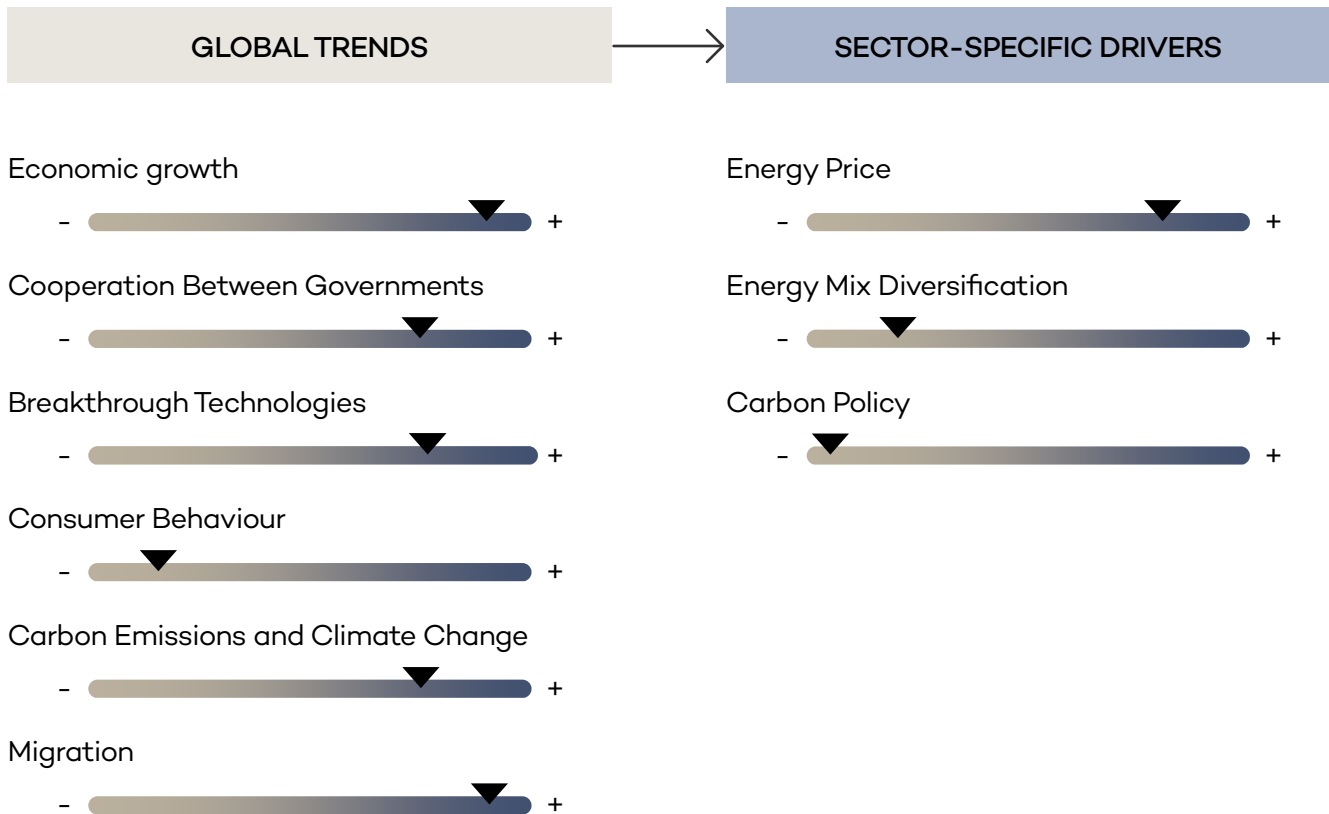 GLOBAL TRENDS
Economic growth
- +
Cooperation Between Governments
- +
Breakthrough Technologies
- +
Consumer Behaviour
- +
Carbon Emissions and Climate Change
- +
Migration
- +
SECTOR-SPECIFIC DRIVERS
Energy Price
- +
Energy Mix Diversification
- +
Carbon Policy
- +